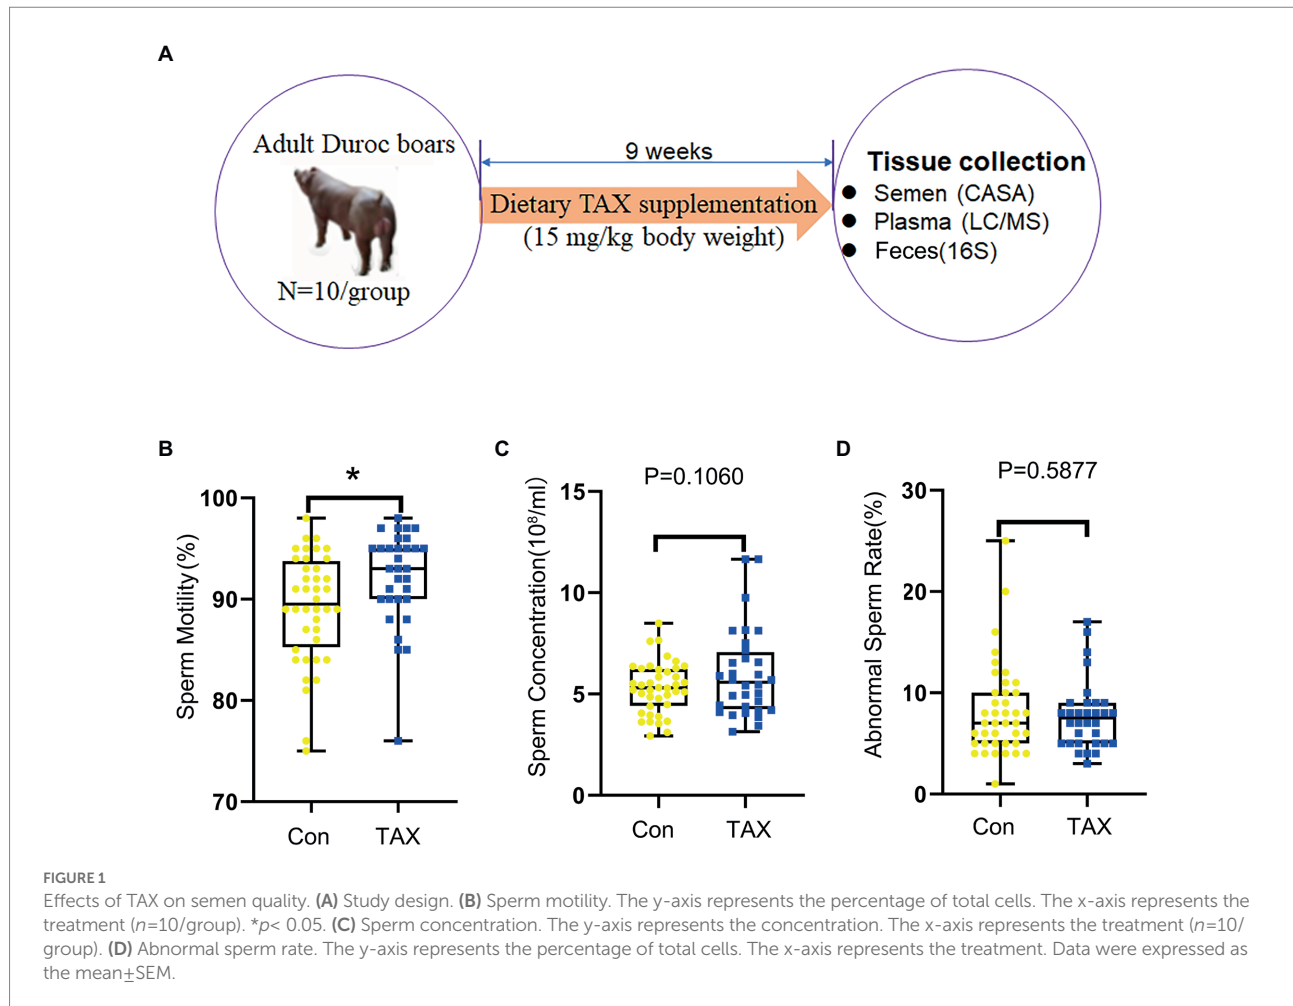 A
Adult Duroc boars
N=10/group
9 weeks
Dietary TAX supplementation
(15 mg/kg body weight)
Tissue collection
● Semen (CASA)
● Plasma (LC/MS)
● Feces(16S)
B
*
Sperm Motility (%)
100
90
80
70
Con TAX
C
P=0.1060
Sperm Concentration(10⁸/ml)
15
10
5
0
Con TAX
D
P=0.5877
Abnormal Sperm Rate(%)
30
20
10
0
Con TAX
FIGURE 1
Effects of TAX on semen quality. (A) Study design. (B) Sperm motility. The y-axis represents the percentage of total cells. The x-axis represents the
treatment (n=10/group). *p< 0.05. (C) Sperm concentration. The y-axis represents the concentration. The x-axis represents the treatment (n=10/
group). (D) Abnormal sperm rate. The y-axis represents the percentage of total cells. The x-axis represents the treatment. Data were expressed as
the mean±SEM.